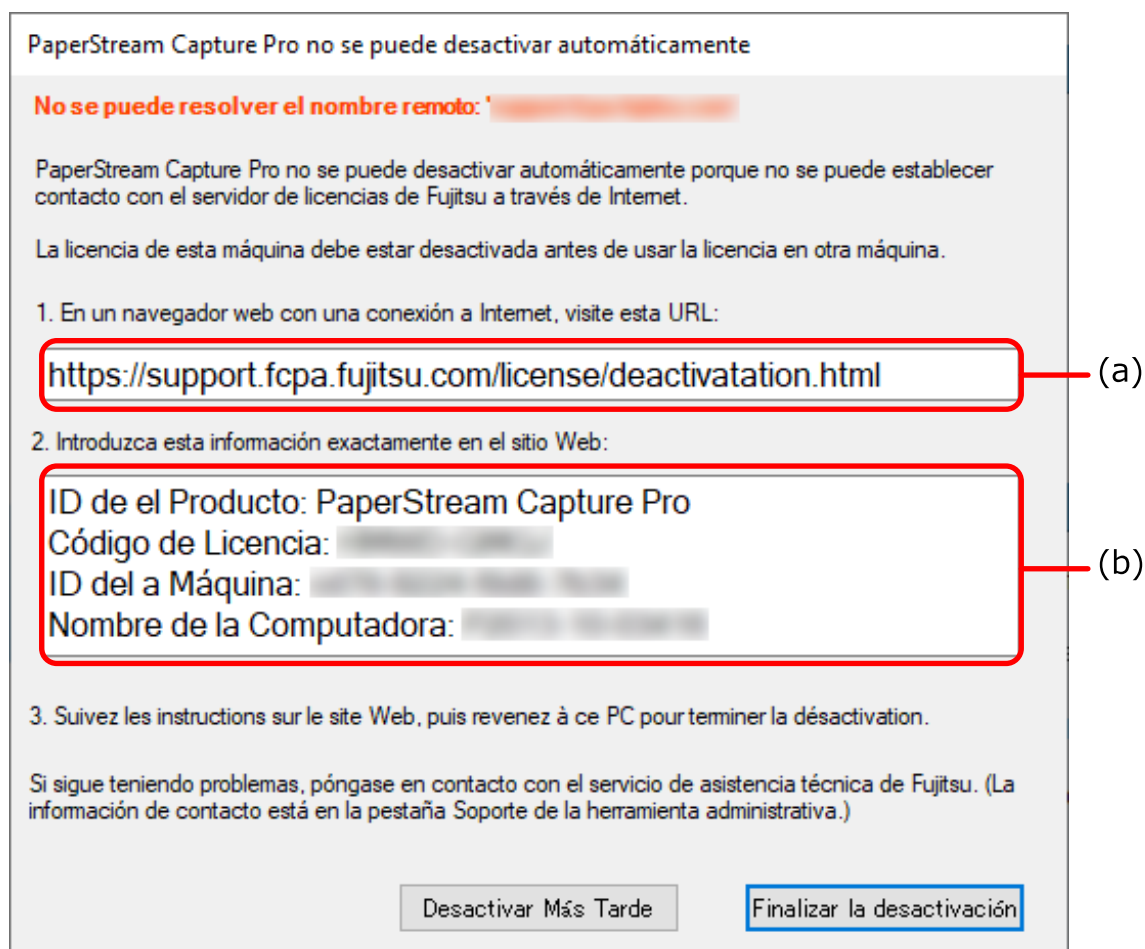 PaperStream Capture Pro no se puede desactivar automáticamente
No se puede resolver el nombre remoto: '
PaperStream Capture Pro no se puede desactivar automáticamente porque no se puede establecer
contacto con el servidor de licencias de Fujitsu a través de Internet.
La licencia de esta máquina debe estar desactivada antes de usar la licencia en otra máquina.
1. En un navegador web con una conexión a Internet, visite esta URL:
https://support.fcpa.fujitsu.com/license/deactivatation.html
(a)
2. Introduzca esta información exactamente en el sitio Web:
ID de el Producto: PaperStream Capture Pro
Código de Licencia:
ID del a Máquina:
Nombre de la Computadora:
(b)
3. Suivez les instructions sur le site Web, puis revenez à ce PC pour terminer la désactivation.
Si sigue teniendo problemas, póngase en contacto con el servicio de asistencia técnica de Fujitsu. (La
información de contacto está en la pestaña Soporte de la herramienta administrativa.)
Desactivar Más Tarde
Finalizar la desactivación